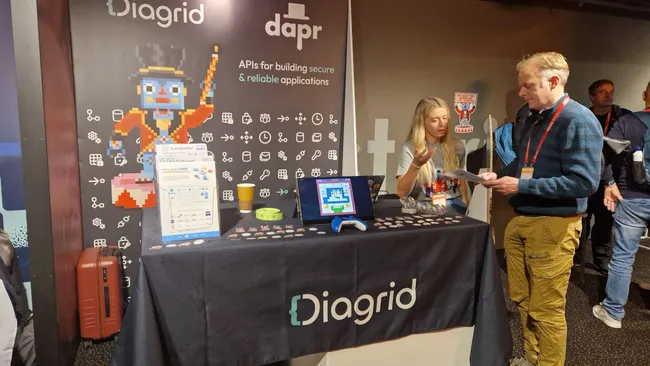 Diagrid
dapr
APIs for building secure
& reliable applications
Diagrid